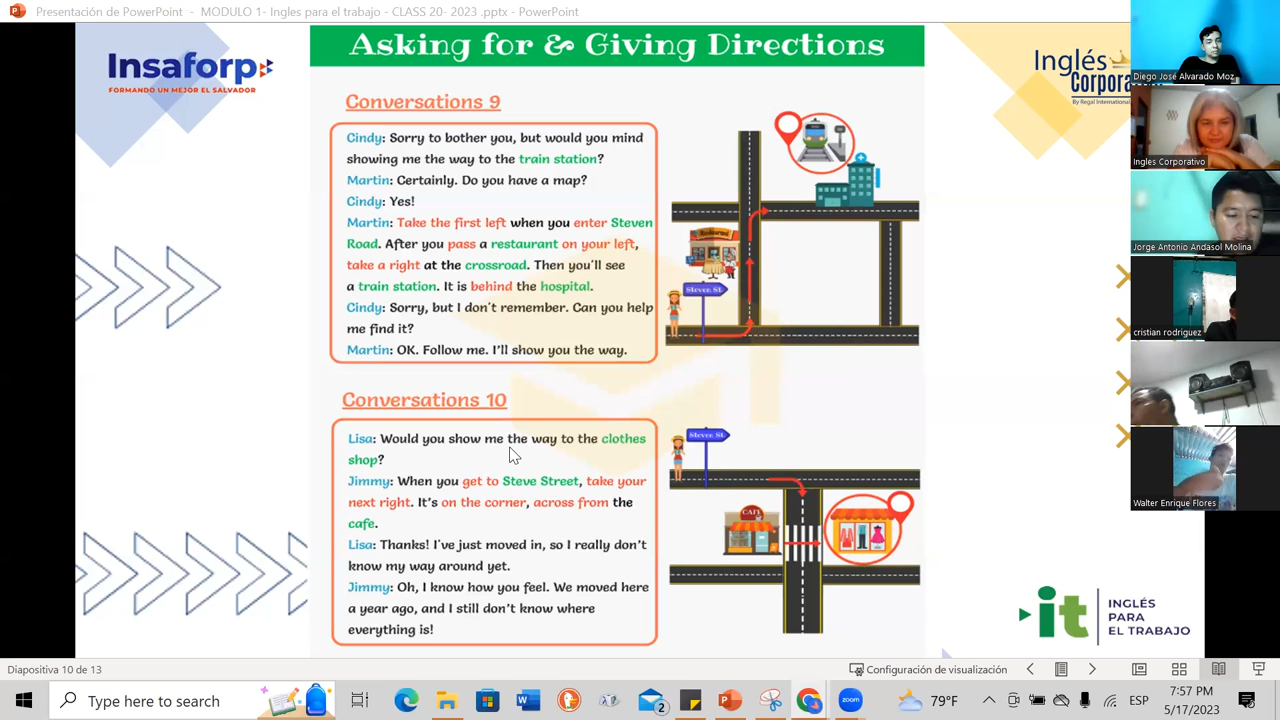 Presentación de PowerPoint - MODULO 1- Ingles para el trabajo - CLASS 20- 2023 .pptx - PowerPoint
Insaforp
FORMANDO UN MEJOR EL SALVADOR
Asking for & Giving Directions
Inglés
Corporativ
By Regal International
Conversations 9
Cindy: Sorry to bother you, but would you mind
showing me the way to the train station?
Martin: Certainly. Do you have a map?
Cindy: Yes!
Martin: Take the first left when you enter Steven
Road. After you pass a restaurant on your left,
take a right at the crossroad. Then you'll see
a train station. It is behind the hospital.
Cindy: Sorry, but I don't remember. Can you help
me find it?
Martin: OK. Follow me. I'll show you the way.
Restaurant
Steven St.
Conversations 10
Lisa: Would you show me the way to the clothes
shop?
Jimmy: When you get to Steve Street, take your
next right. It's on the corner, across from the
cafe.
Lisa: Thanks! I've just moved in, so I really don't
know my way around yet.
Jimmy: Oh, I know how you feel. We moved here
a year ago, and I still don't know where
everything is!
Steven St.
CAFE
it
INGLÉS
PARA
EL TRABAJO
Diego José Alvarado Moz
Ingles Corporativo
Jorge Antonio Andasol Molina
cristian rodriguez
Walter Enrique Flores
Diapositiva 10 de 13
Configuración de visualización
Type here to search
2
zoom
79°F
ESP
7:57 PM
5/17/2023